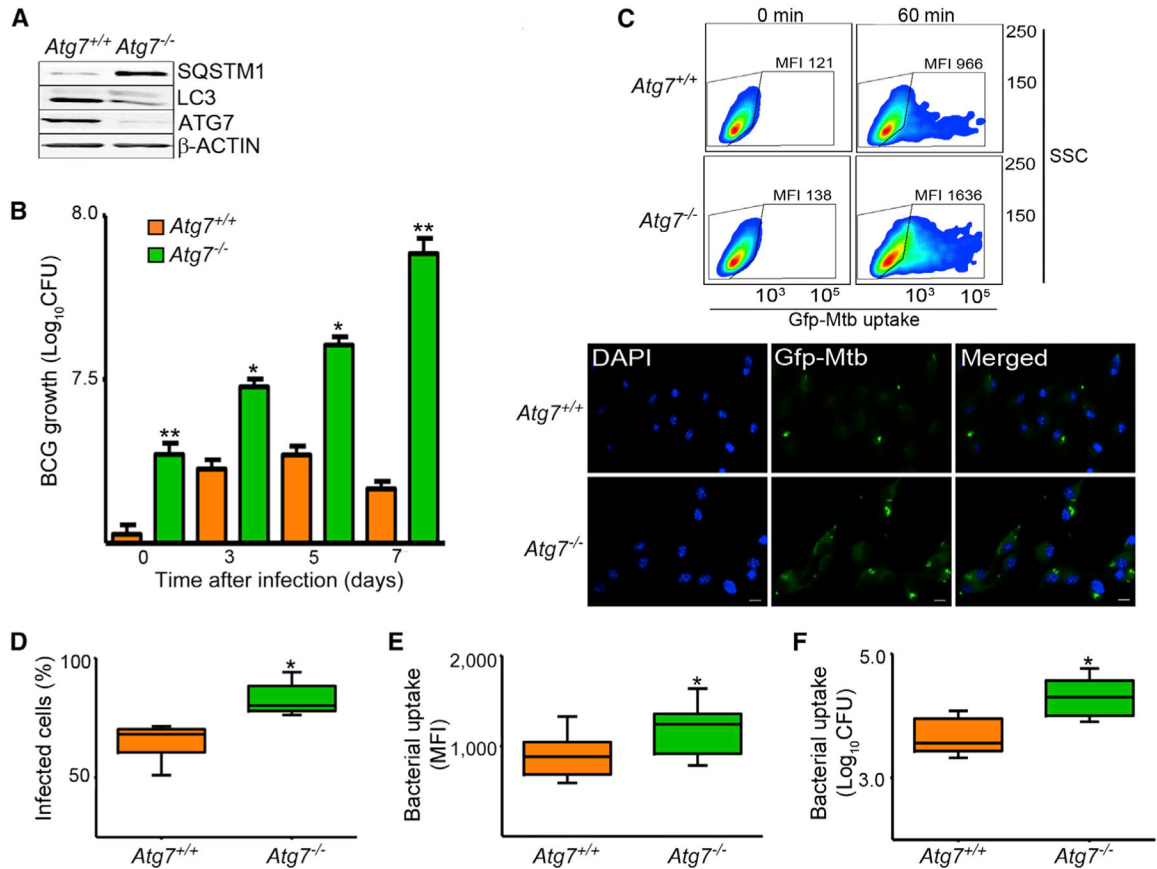 A
Atg7+/+ Atg7-/-
SQSTM1
LC3
ATG7
β-ACTIN
B
8.0
7.5
BCG growth (Log10CFU)
Atg7+/+
Atg7-/-
**
*
*
**
0 3 5 7
Time after infection (days)
C
0 min 60 min
Atg7+/+
MFI 121
MFI 966
250
150
Atg7-/-
MFI 138
MFI 1636
250
150
SSC
10³ 10⁵ 10³ 10⁵
Gfp-Mtb uptake
DAPI Gfp-Mtb Merged
Atg7+/+
Atg7-/-
D
100
50
Infected cells (%)
*
Atg7+/+ Atg7-/-
E
2,000
1,000
Bacterial uptake
(MFI)
*
Atg7+/+ Atg7-/-
F
5.0
3.0
Bacterial uptake
(Log10CFU)
*
Atg7+/+ Atg7-/-